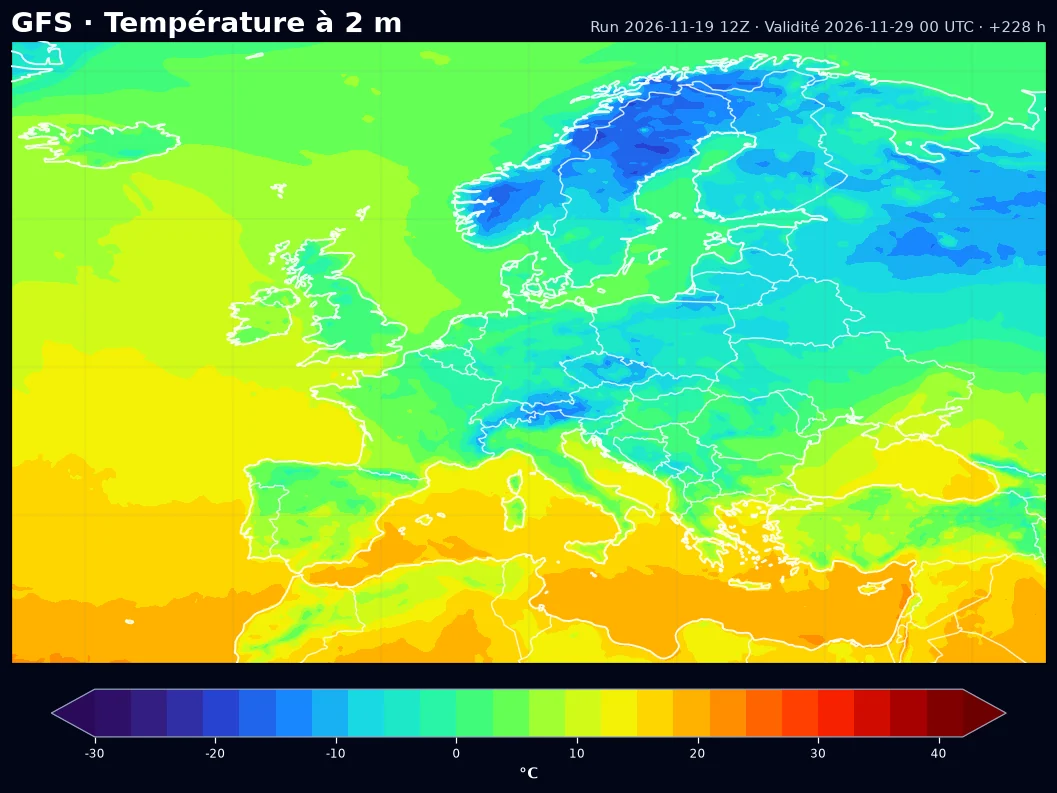 GFS · Température à 2 m
Run 2026-11-19 12Z · Validité 2026-11-29 00 UTC · +228 h
-30 -20 -10 0 10 20 30 40
°C